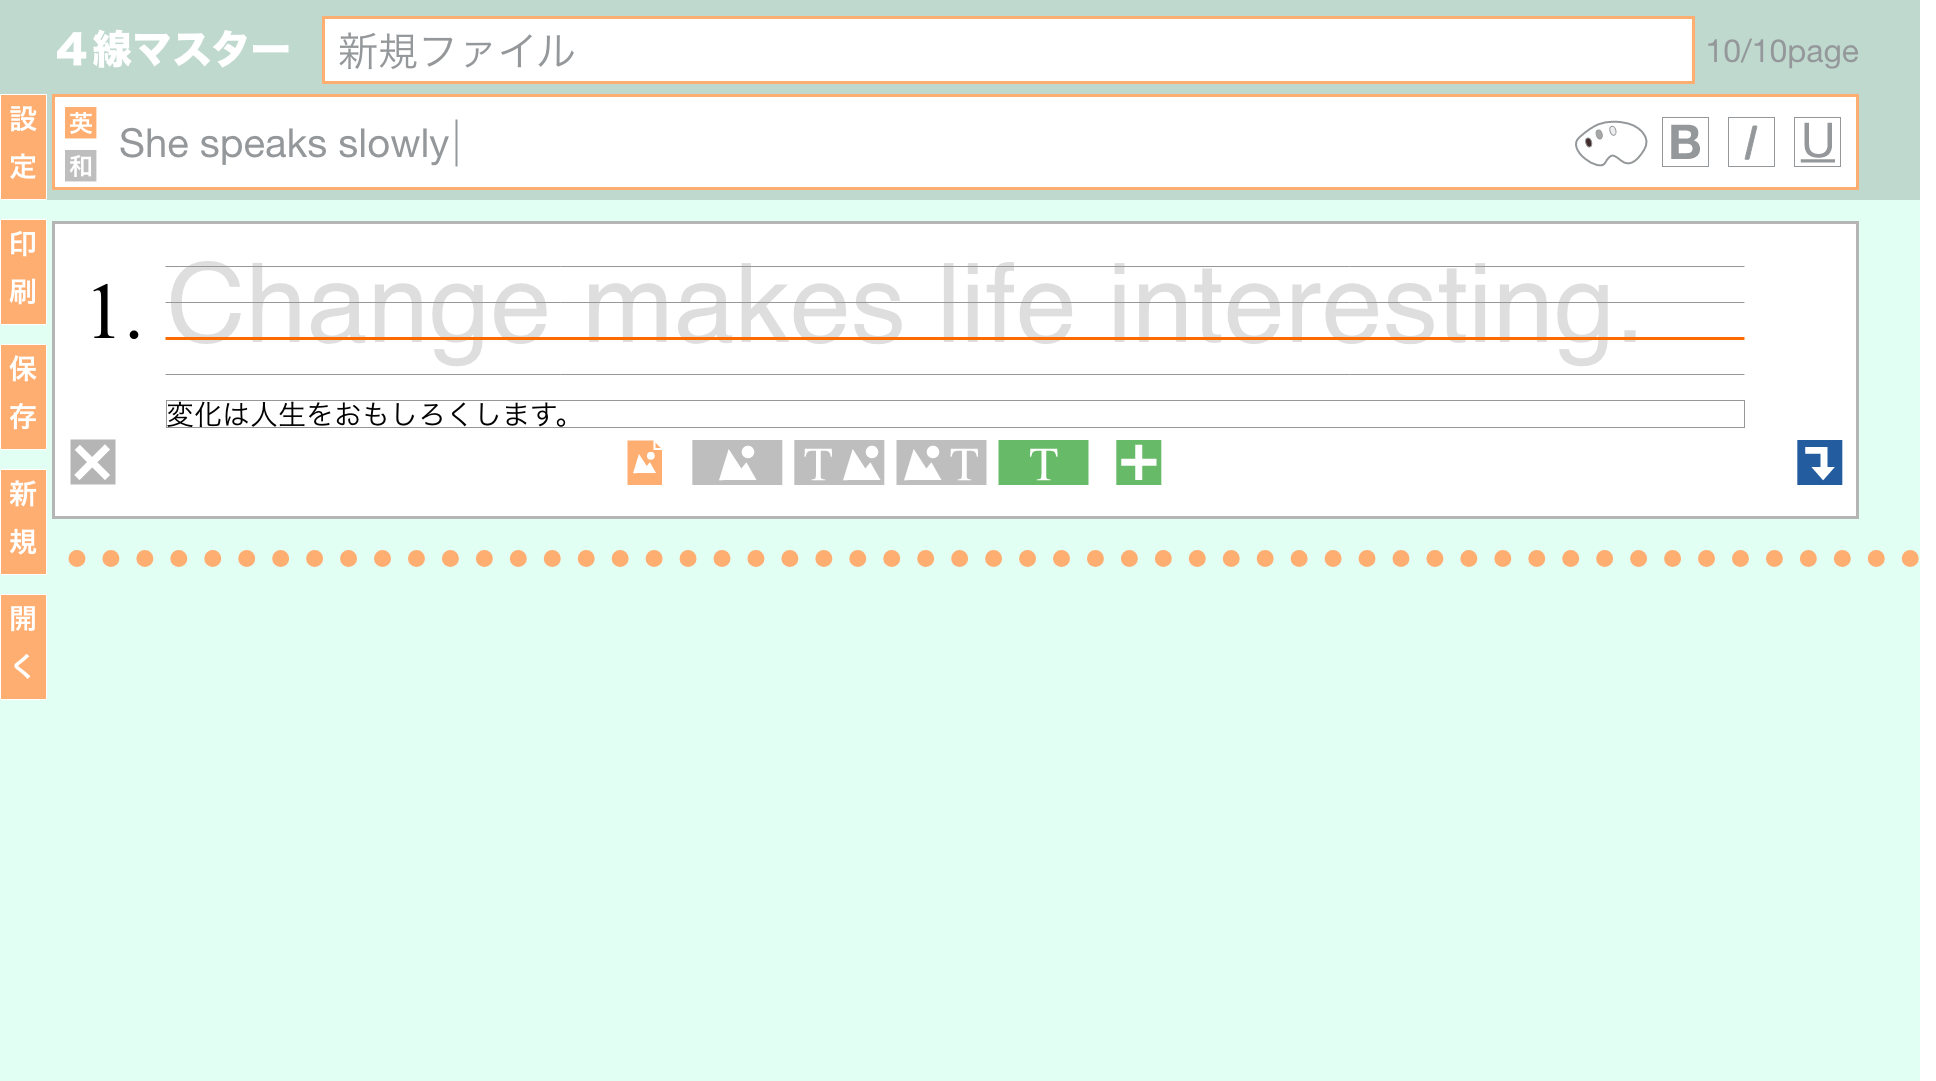 4線マスター 新規ファイル 10/10page
設定
英
和
She speaks slowly
B I U
印刷
1. Change makes life interesting.
変化は人生をおもしろくします。
T T T
保存
新規
開く